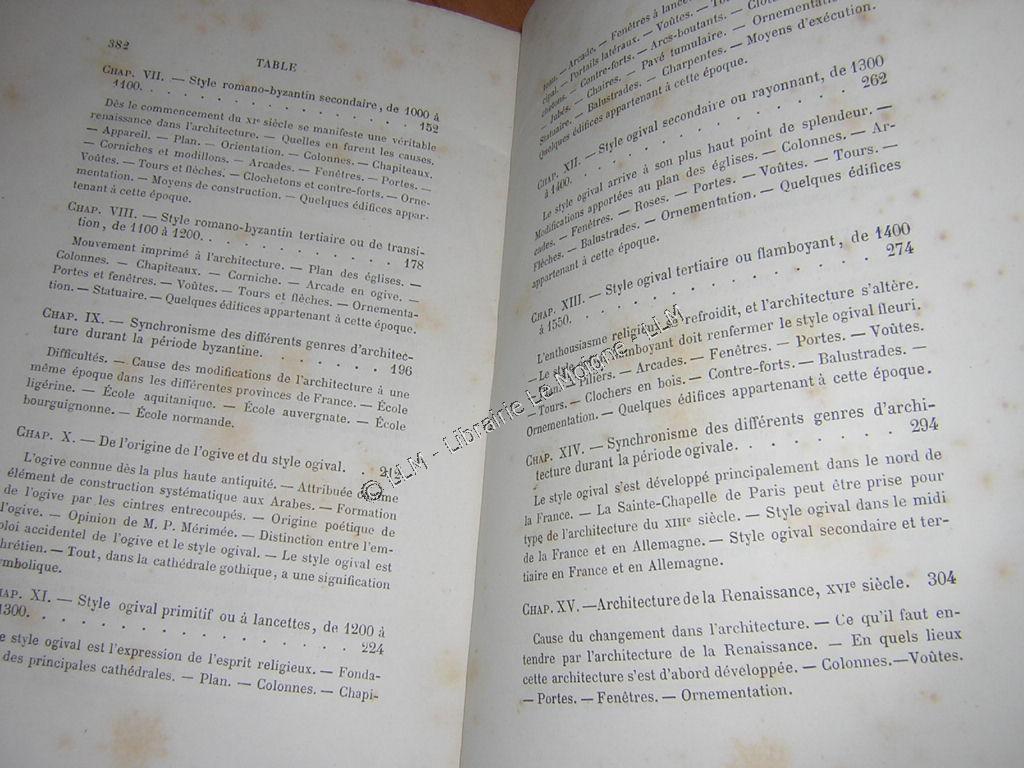 382
TABLE
CHAP. VII. — Style romano-byzantin secondaire, de 1000 à
1100. . . . . . . . . . . . . . . . 152
Dès le commencement du XIe siècle se manifeste une véritable
renaissance dans l'architecture. — Quelles en furent les causes.
— Appareil. — Plan. — Orientation. — Colonnes. — Chapiteaux.
— Corniches et modillons. — Arcades. — Fenêtres. — Portes. —
Voûtes. — Tours et flèches. — Clochetons et contre-forts. — Orne-
mentation. — Moyens de construction. — Quelques édifices appar-
tenant à cette époque.
CHAP. VIII. — Style romano-byzantin tertiaire ou de transi-
tion, de 1100 à 1200. . . . . . . . . . . . 178
Mouvement imprimé à l'architecture. — Plan des églises. —
Colonnes. — Chapiteaux. — Corniche. — Arcade en ogive. —
Portes et fenêtres. — Voûtes. — Tours et flèches. — Ornementa-
tion. — Statuaire. — Quelques édifices appartenant à cette époque.
CHAP. IX. — Synchronisme des différents genres d'architec-
ture durant la période byzantine. . . . . . 196
Difficultés. — Cause des modifications de l'architecture à une
même époque dans les différentes provinces de France. — École
ligérine. — École aquitanique. — École auvergnate. — École
bourguignonne. — École normande.
CHAP. X. — De l'origine de l'ogive et du style ogival. .
L'ogive connue dès la plus haute antiquité. — Attribuée comme
élément de construction systématique aux Arabes. — Formation
de l'ogive par les cintres entrecoupés. — Origine poétique de
l'ogive. — Opinion de M. P. Mérimée. — Distinction entre l'em-
ploi accidentel de l'ogive et le style ogival. — Le style ogival est
hrétien. — Tout, dans la cathédrale gothique, a une signification
ymbolique.
AP. XI. — Style ogival primitif ou à lancettes, de 1200 à
1300. . . . . . . . . . . . . . . . 224
e style ogival est l'expression de l'esprit religieux. — Fonda-
des principales cathédrales. — Plan. — Colonnes. — Chapi-
Arcade. — Fenêtres à lance
cipal. — Portails latéraux. — Voûtes. — Tou
chetons. — Contre-forts. — Arcs-boutants. — Clôt
— Jubés. — Chaires. — Pavé tumulaire. — Ornementation.
Statuaire. — Balustrades. — Charpentes. — Moyens d'exécution.
Quelques édifices appartenant à cette époque.
CHAP. XII. — Style ogival secondaire ou rayonnant, de 1300
à 1400. . . . . . . . . . . . . . . . 262
Le style ogival arrive à son plus haut point de splendeur. —
Modifications apportées au plan des églises. — Colonnes. — Ar-
cades. — Fenêtres. — Roses. — Portes. — Voûtes. — Tours. —
Flèches. — Balustrades. — Ornementation. — Quelques édifices
appartenant à cette époque.
CHAP. XIII. — Style ogival tertiaire ou flamboyant, de 1400
à 1550. . . . . . . . . . . . . . . . 274
L'enthousiasme religieux se refroidit, et l'architecture s'altère.
— Le style flamboyant doit renfermer le style ogival fleuri.
— Plan. — Piliers. — Arcades. — Fenêtres. — Portes. — Voûtes.
— Tours. — Clochers en bois. — Contre-forts. — Balustrades. —
Ornementation. — Quelques édifices appartenant à cette époque.
CHAP. XIV. — Synchronisme des différents genres d'archi-
tecture durant la période ogivale. . . . . . . . 294
Le style ogival s'est développé principalement dans le nord de
la France. — La Sainte-Chapelle de Paris peut être prise pour
type de l'architecture du XIIIe siècle. — Style ogival dans le midi
de la France et en Allemagne. — Style ogival secondaire et ter-
tiaire en France et en Allemagne.
CHAP. XV. — Architecture de la Renaissance, XVIe siècle. 304
Cause du changement dans l'architecture. — Ce qu'il faut en-
tendre par l'architecture de la Renaissance. — En quels lieux
cette architecture s'est d'abord développée. — Colonnes. — Voûtes.
— Portes. — Fenêtres. — Ornementation.
© LLM - Librairie Le Moigne - LLM